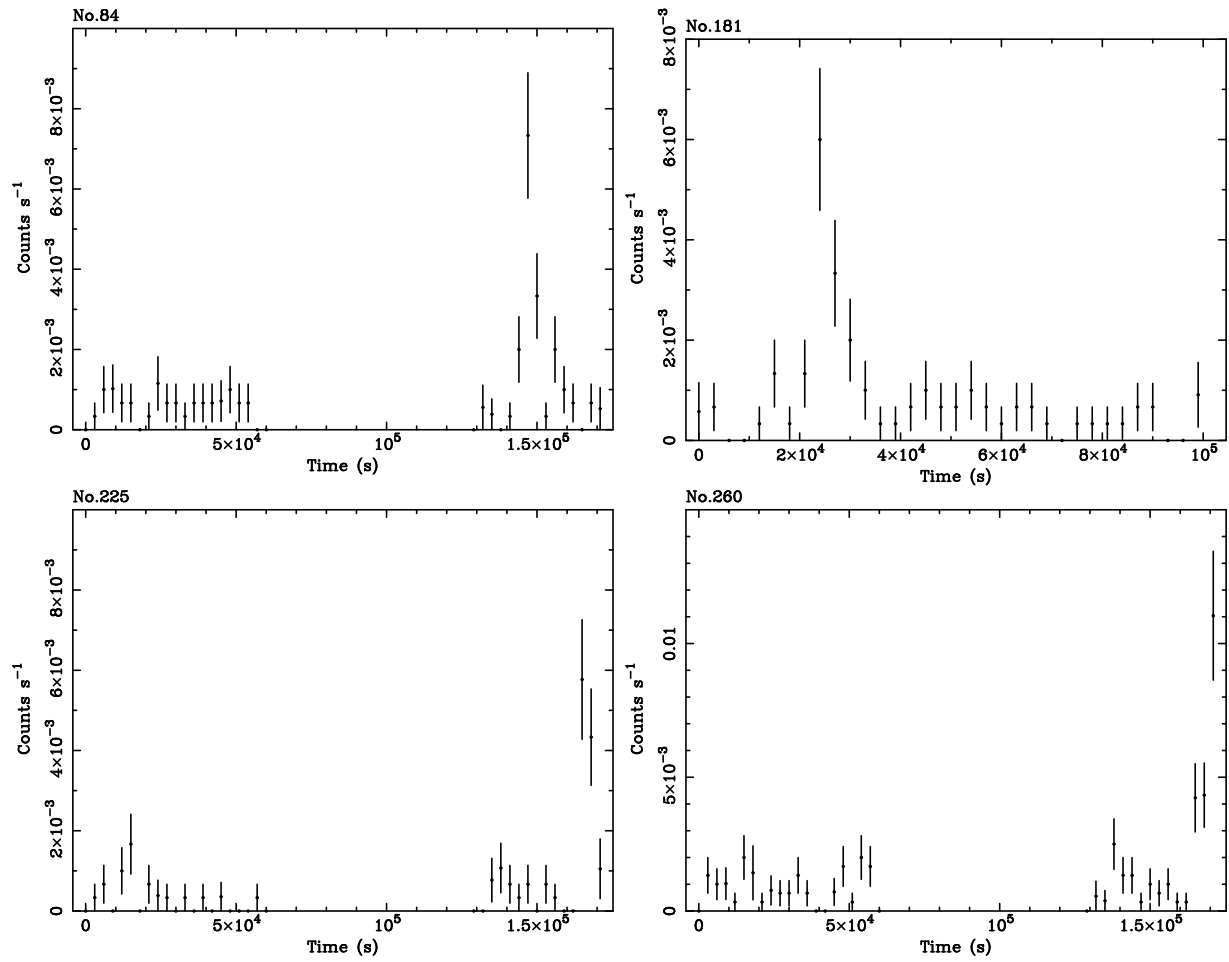 No.84
Counts s⁻¹
8×10⁻³
6×10⁻³
4×10⁻³
2×10⁻³
0
0 5×10⁴ 10⁵ 1.5×10⁵
Time (s)
No.181
Counts s⁻¹
8×10⁻³
6×10⁻³
4×10⁻³
2×10⁻³
0
0 2×10⁴ 4×10⁴ 6×10⁴ 8×10⁴ 10⁵
Time (s)
No.225
Counts s⁻¹
8×10⁻³
6×10⁻³
4×10⁻³
2×10⁻³
0
0 5×10⁴ 10⁵ 1.5×10⁵
Time (s)
No.260
Counts s⁻¹
0.01
5×10⁻³
0
0 5×10⁴ 10⁵ 1.5×10⁵
Time (s)